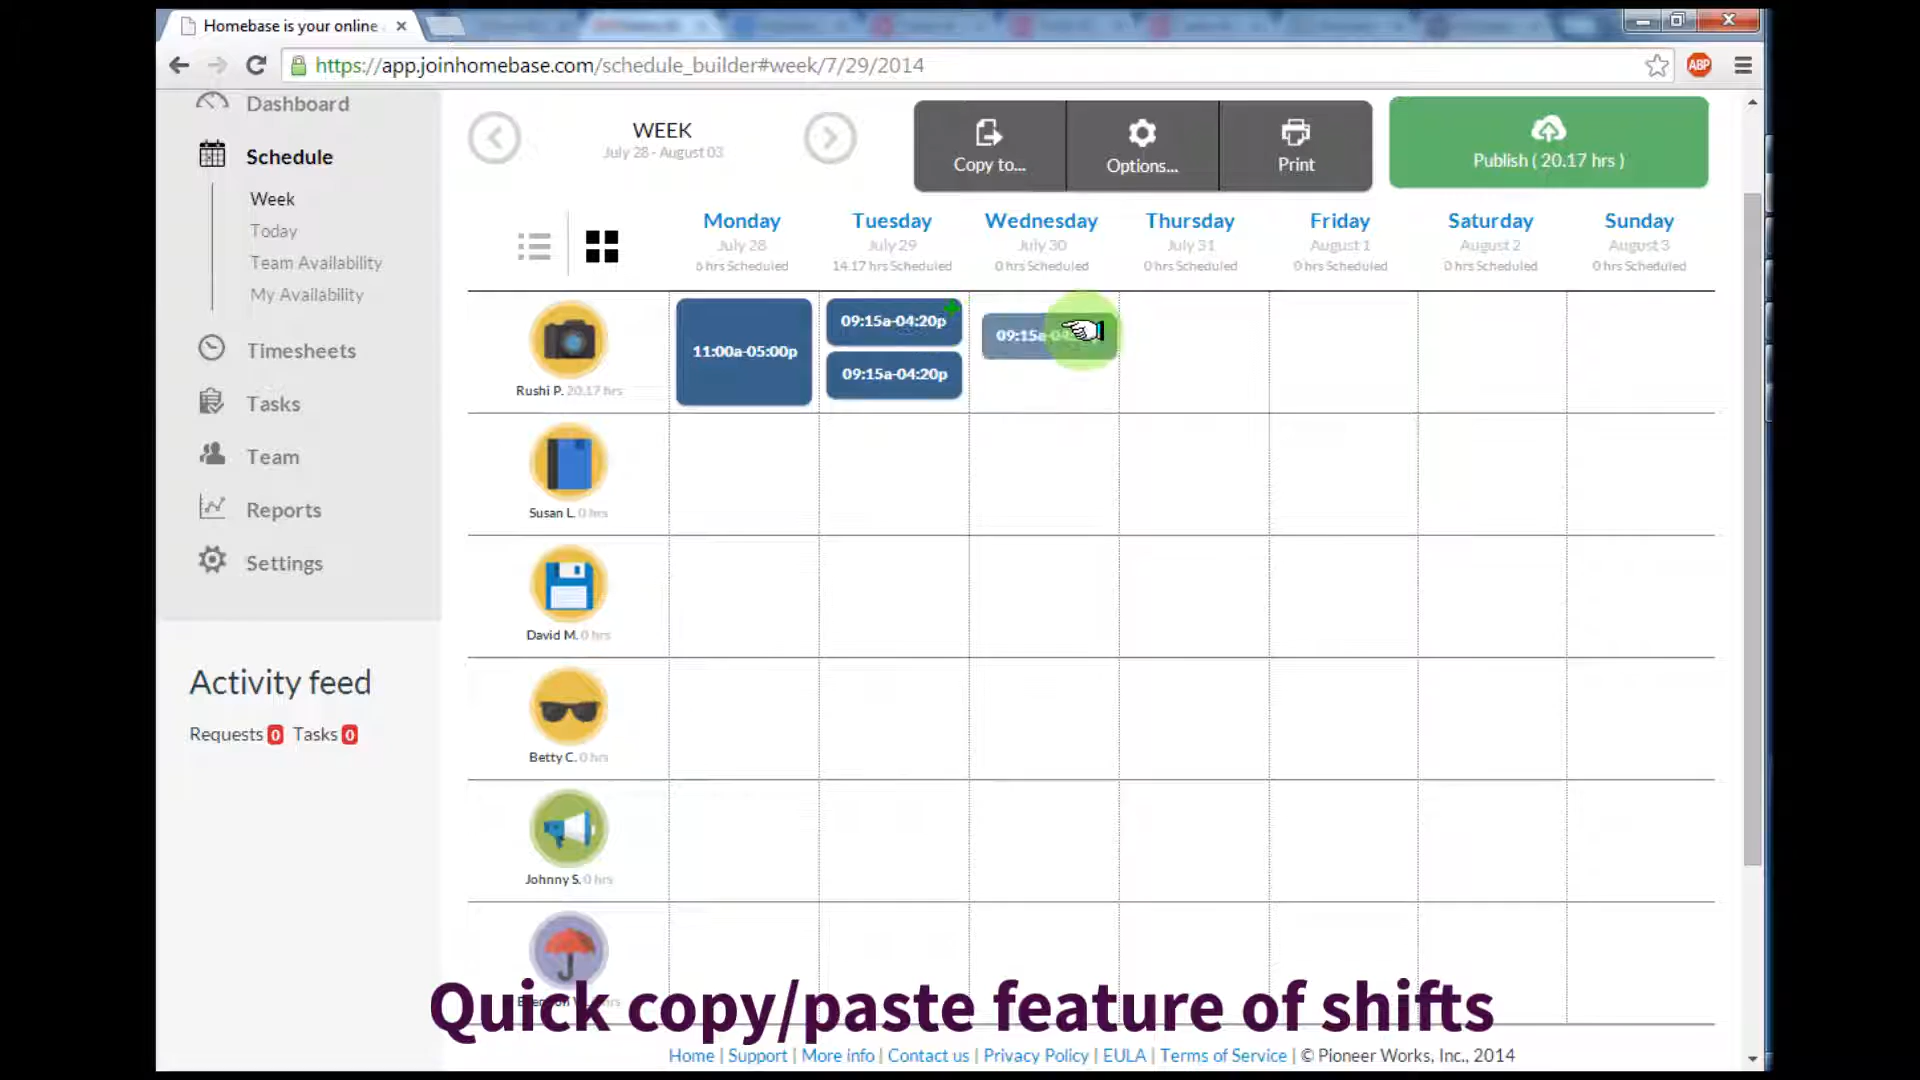 Homebase is your online
https://app.joinhomebase.com/schedule_builder#week/7/29/2014
ABP
Dashboard
Schedule
Week
Today
Team Availability
My Availability
Timesheets
Tasks
Team
Reports
Settings
Activity feed
Requests 0 Tasks 0
WEEK
July 28 - August 03
Copy to...
Options...
Print
Publish ( 20.17 hrs )
Monday Tuesday Wednesday Thursday Friday Saturday Sunday
July 28 July 29 July 30 July 31 August 1 August 2 August 3
6 hrs Scheduled 14.17 hrs Scheduled 0 hrs Scheduled 0 hrs Scheduled 0 hrs Scheduled 0 hrs Scheduled 0 hrs Scheduled
11:00a-05:00p
09:15a-04:20p
09:15a-04:20p
Rushi P. 20.17 hrs
Susan L. 0 hrs
David M. 0 hrs
Betty C. 0 hrs
Johnny S. 0 hrs
Quick copy/paste feature of shifts
Home | Support | More info | Contact us | Privacy Policy | EULA | Terms of Service | © Pioneer Works, Inc., 2014